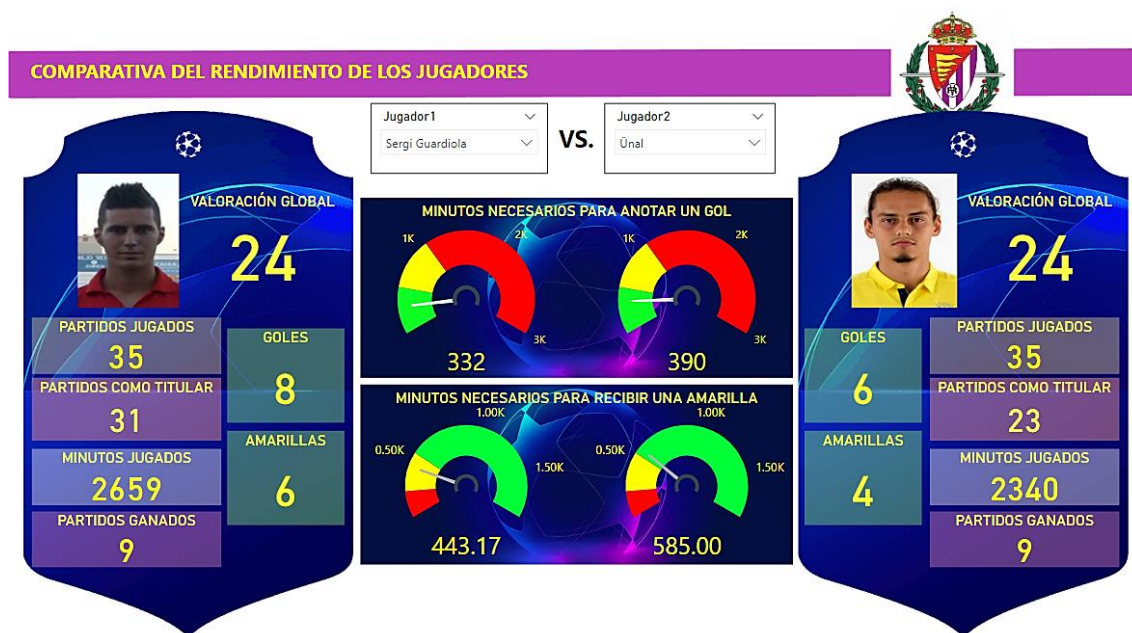 COMPARATIVA DEL RENDIMIENTO DE LOS JUGADORES
Jugador1
Sergi Guardiola
VS.
Jugador2
Ünal
VALORACIÓN GLOBAL
24
PARTIDOS JUGADOS
35
PARTIDOS COMO TITULAR
31
MINUTOS JUGADOS
2659
PARTIDOS GANADOS
9
GOLES
8
AMARILLAS
6
MINUTOS NECESARIOS PARA ANOTAR UN GOL
1K
2K
3K
332
1K
2K
3K
390
MINUTOS NECESARIOS PARA RECIBIR UNA AMARILLA
0.50K
1.00K
1.50K
443.17
0.50K
1.00K
1.50K
585.00
VALORACIÓN GLOBAL
24
GOLES
6
AMARILLAS
4
PARTIDOS JUGADOS
35
PARTIDOS COMO TITULAR
23
MINUTOS JUGADOS
2340
PARTIDOS GANADOS
9